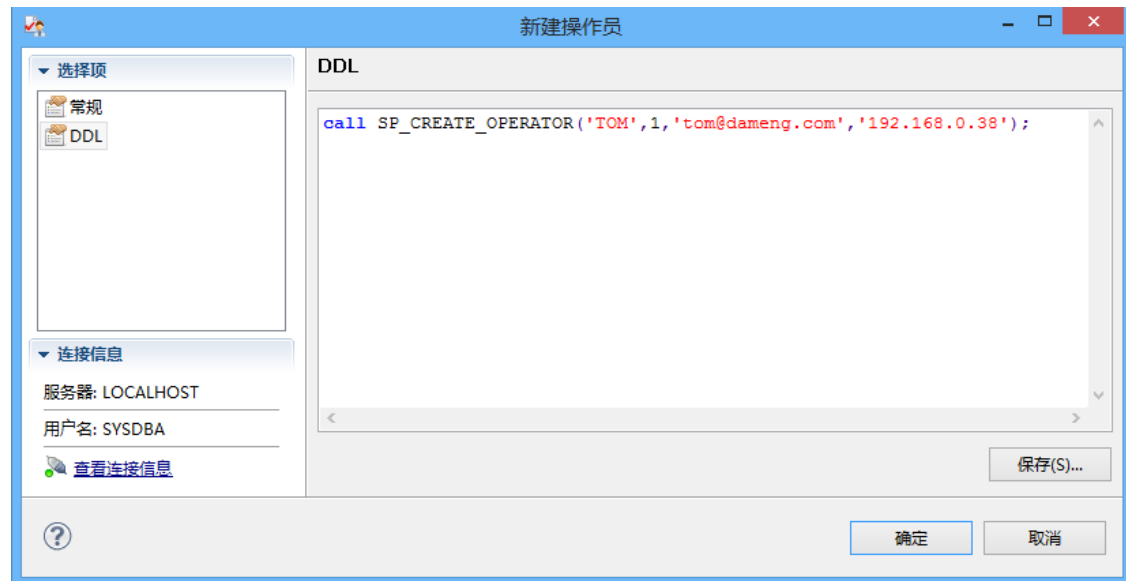 新建操作员
选择项
常规
DDL
连接信息
服务器: LOCALHOST
用户名: SYSDBA
查看连接信息
DDL
call SP_CREATE_OPERATOR('TOM',1,'tom@dameng.com','192.168.0.38');
保存(S)...
?
确定
取消